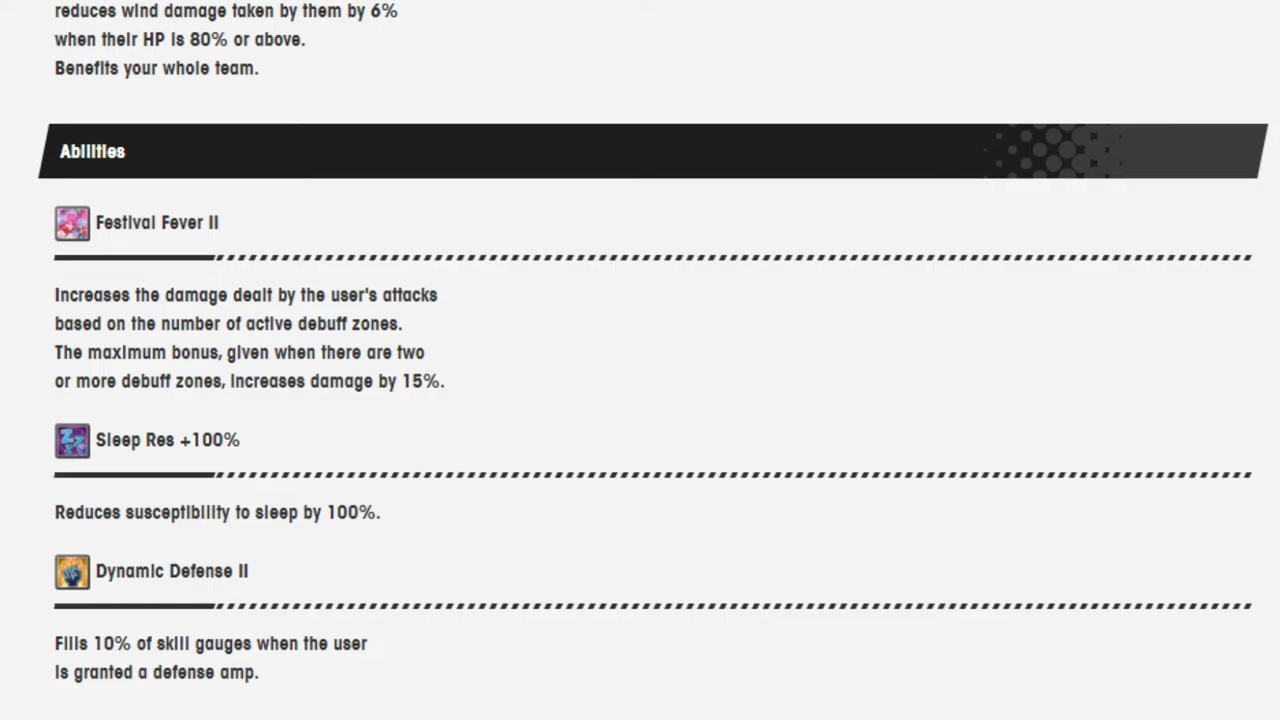 reduces wind damage taken by them by 6%
when their HP is 80% or above.
Benefits your whole team.
Abilities
Festival Fever II
Increases the damage dealt by the user's attacks
based on the number of active debuff zones.
The maximum bonus, given when there are two
or more debuff zones, increases damage by 15%.
Sleep Res +100%
Reduces susceptibility to sleep by 100%.
Dynamic Defense II
Fills 10% of skill gauges when the user
is granted a defense amp.